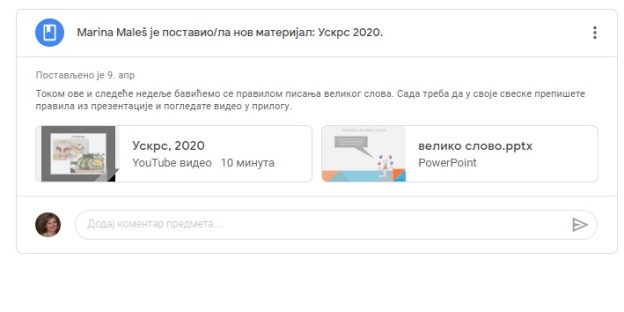 Marina Maleš је поставио/ла нов материјал: Ускрс 2020.
Постављено је 9. апр
Током ове и следеће недеље бавићемо се правилом писања великог слова. Сада треба да у своје свеске препишете
правила из презентације и погледате видео у прилогу.
Ускрс, 2020
YouTube видео 10 минута
велико слово.pptx
PowerPoint
Додај коментар предмета...